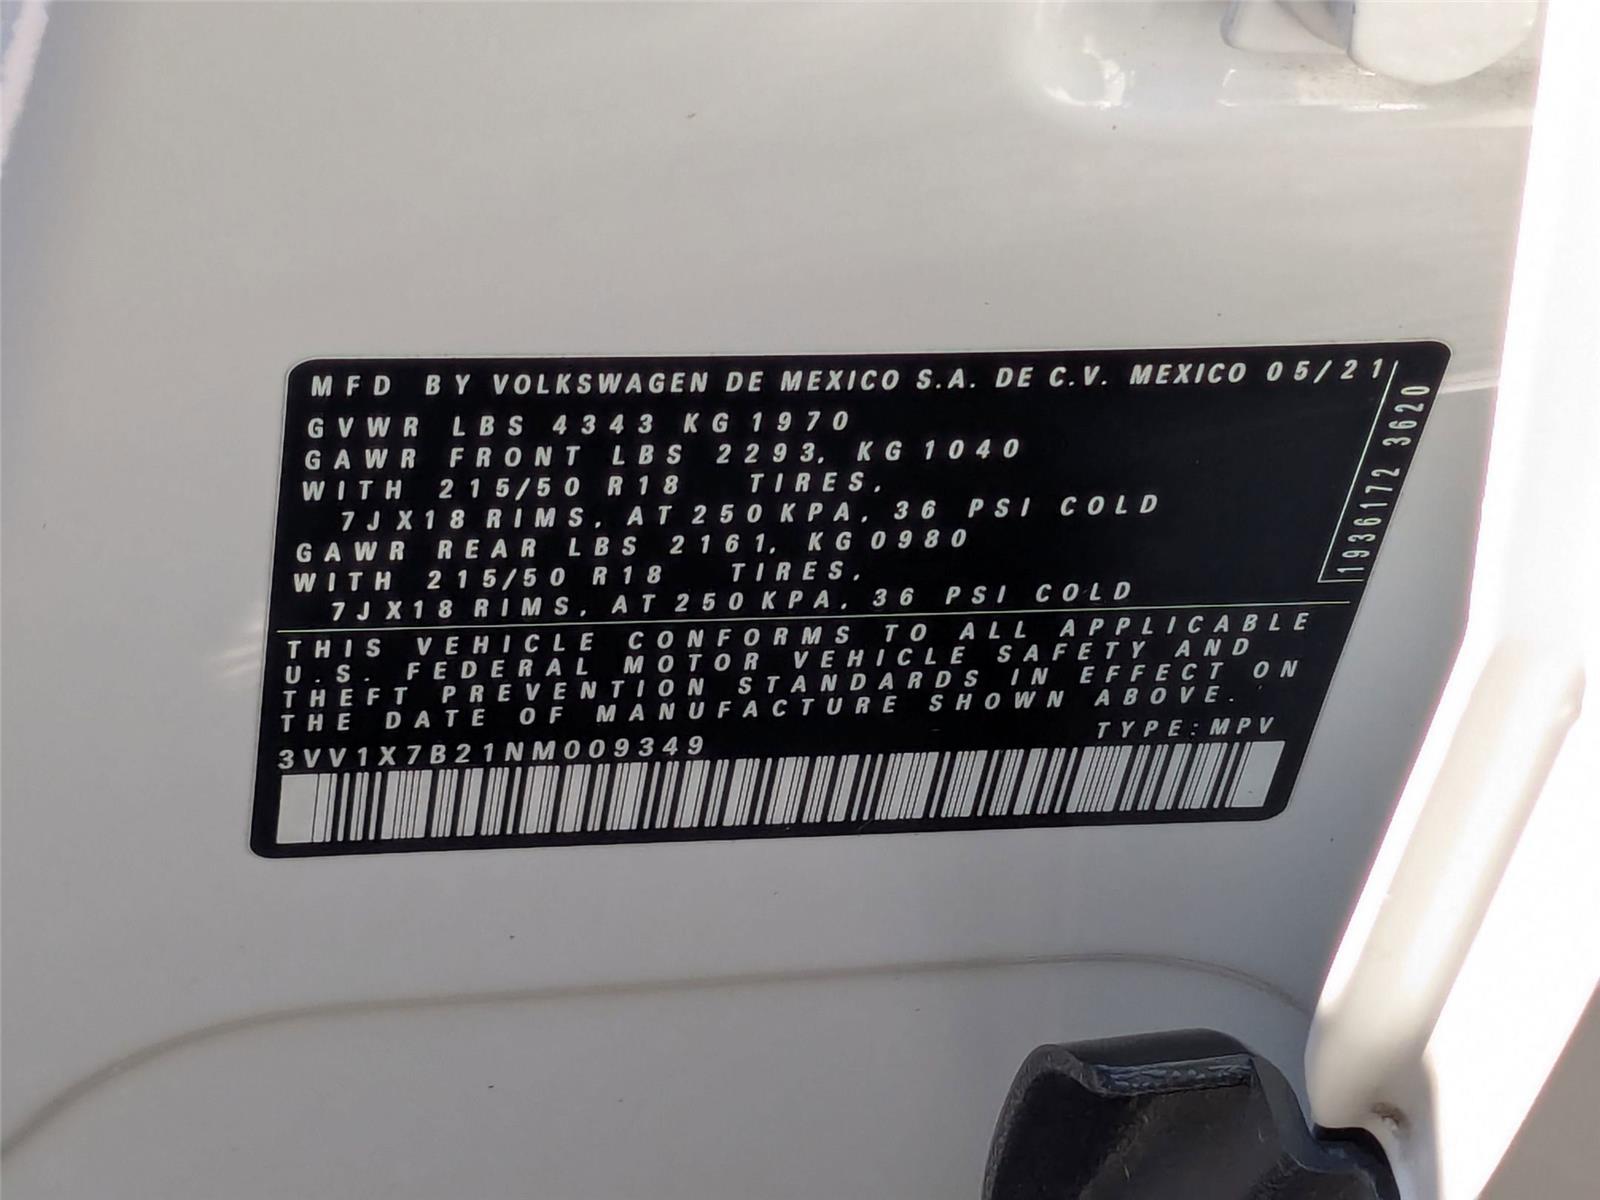 MFD BY VOLKSWAGEN DE MEXICO S.A. DE C.V. MEXICO 05/21
GVWR LBS 4343 KG 1970
GAWR FRONT LBS 2293, KG 1040
WITH 215/50 R18 TIRES,
7JX18 RIMS, AT 250 KPA, 36 PSI COLD
GAWR REAR LBS 2161, KG 0980
WITH 215/50 R18 TIRES,
7JX18 RIMS, AT 250 KPA, 36 PSI COLD
1936172 3620
THIS VEHICLE CONFORMS TO ALL APPLICABLE
U.S. FEDERAL MOTOR VEHICLE SAFETY AND
THEFT PREVENTION STANDARDS IN EFFECT ON
THE DATE OF MANUFACTURE SHOWN ABOVE.
3VV1X7B21NM009349 TYPE: MPV